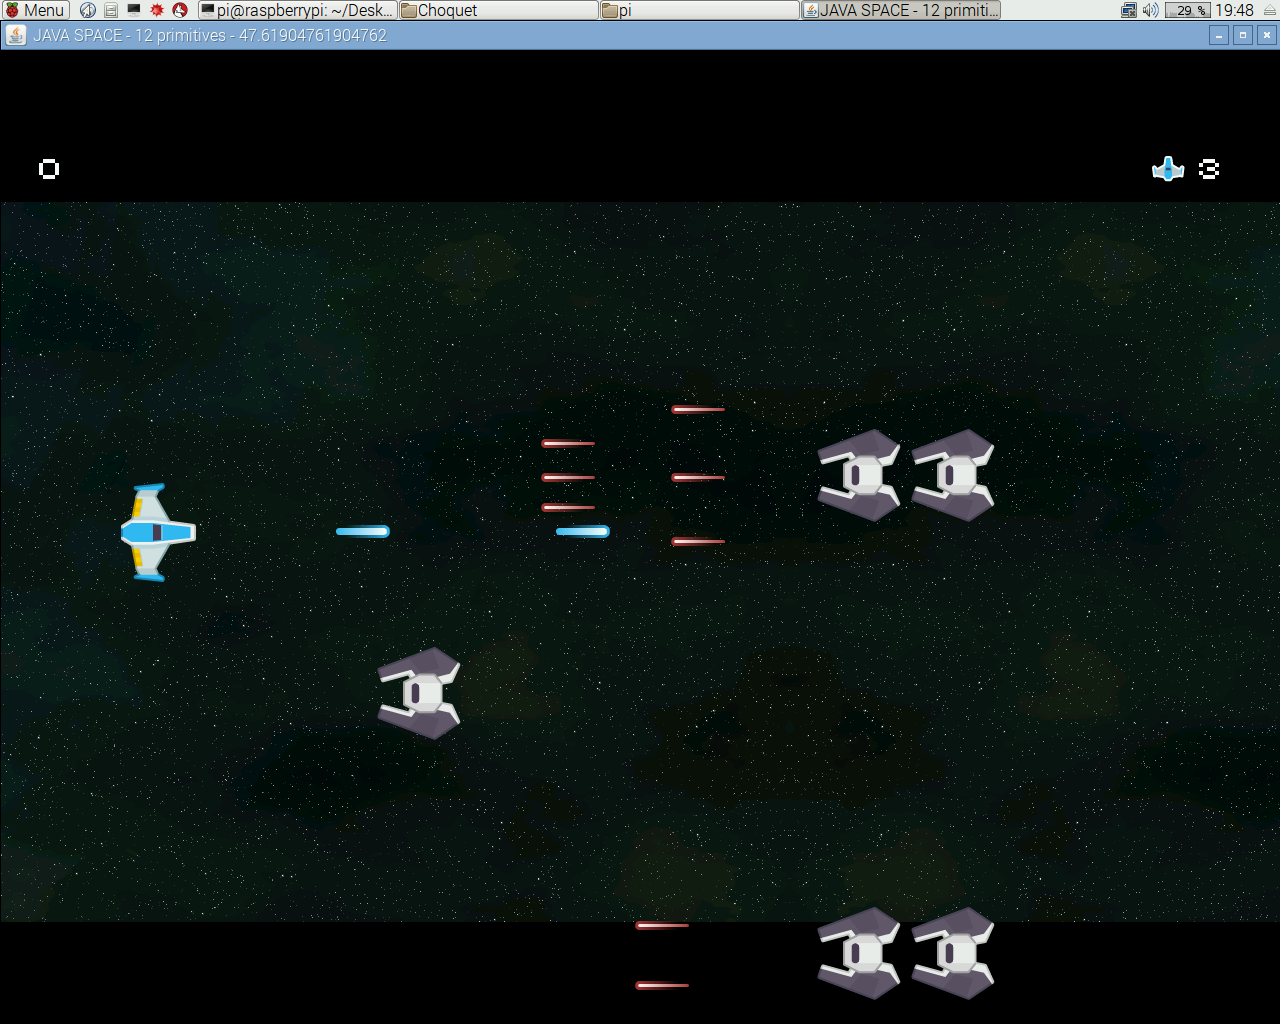 Menu pi@raspberrypi: ~/Desk... Choquet pi JAVA SPACE - 12 primiti... 29 % 19:48
JAVA SPACE - 12 primitives - 47.61904761904762
0 3